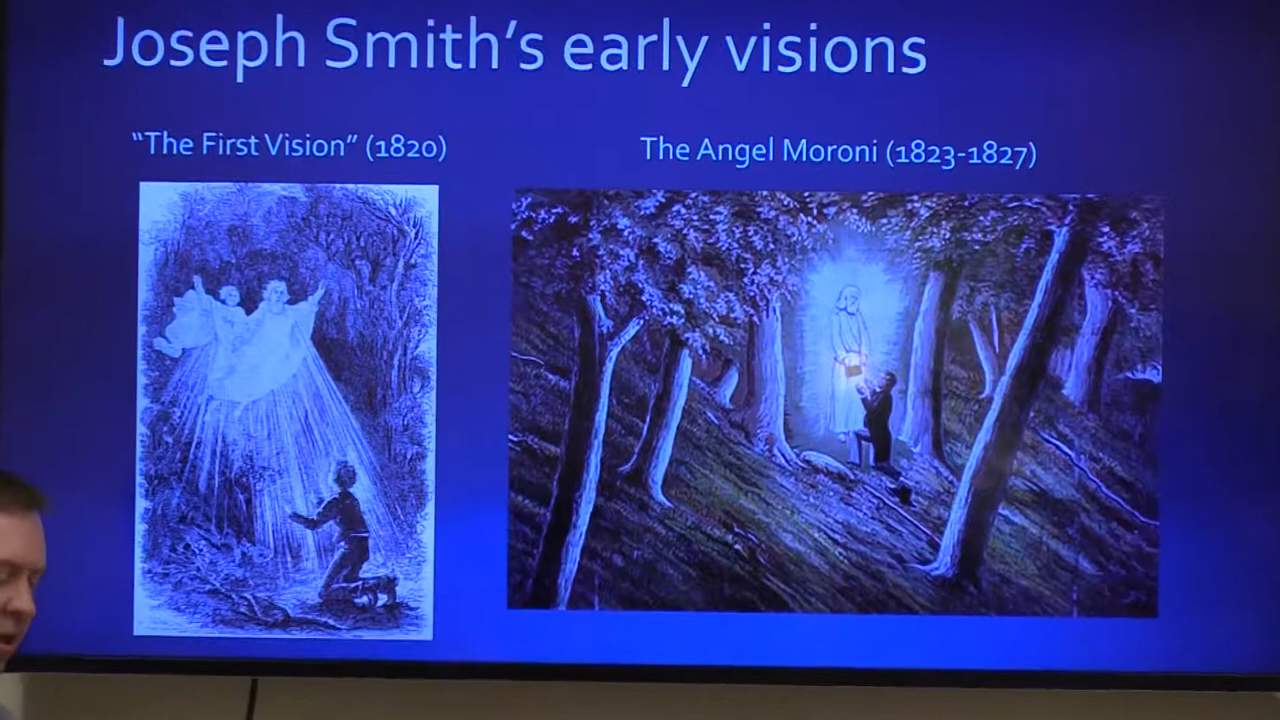 Joseph Smith's early visions
"The First Vision" (1820)
The Angel Moroni (1823-1827)